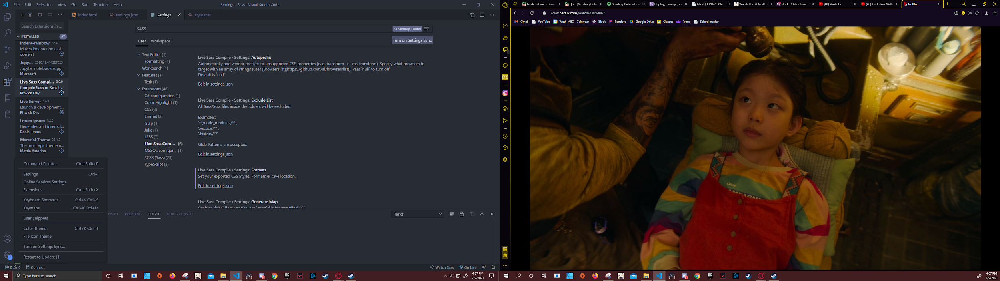 File Edit Selection View Go Run Terminal Help
Settings - Sass - Visual Studio Code
E.
index.html
settings.json
Settings
style.scss
Search Extensions in ...
INSTALLED 27
indent-rainbow 7.5.0
Makes indentation easi...
oderwat
Jupy... 2020.12.414227025
Jupyter notebook supp...
Microsoft
Live Sass Compi... 3.0.0
Compile Sass or Scss t...
Ritwick Dey
Live Server 5.6.1
Launch a development...
Ritwick Dey
Lorem ipsum 1.2.0
Generates and inserts l...
Daniel Imms
Material Theme 33.1.2
The most epic theme n...
Mattia Astorino
Command Palette... Ctrl+Shift+P
Settings Ctrl+,
Online Services Settings
Extensions Ctrl+Shift+X
Keyboard Shortcuts Ctrl+K Ctrl+S
Keymaps Ctrl+K Ctrl+M
User Snippets
Color Theme Ctrl+K Ctrl+T
File Icon Theme
Turn on Settings Sync...
Restart to Update (1)
1
SASS
51 Settings Found
User Workspace
Turn on Settings Sync
Text Editor (1)
Formatting (1)
Workbench (1)
Features (1)
Task (1)
Extensions (48)
C# configuration (1)
Color Highlight (1)
CSS (2)
Emmet (2)
Gulp (1)
Jake (1)
LESS (7)
Live Sass Com... (6)
MSSQL configur... (1)
SCSS (Sass) (23)
TypeScript (3)
Live Sass Compile › Settings: Autoprefix
Automatically add vendor prefixes to unsupported CSS properties (e. g. transform -> -ms-transform). Specify what browsers to
target with an array of strings (uses [Browserslist](https://github.com/ai/browserslist)). Pass `null` to turn off.
Default is `null`
Edit in settings.json
Live Sass Compile › Settings: Exclude List
All Sass/Scss files inside the folders will be excluded.
Examples:
'**/node_modules/**',
'.vscode/**',
'.history/**'
Glob Patterns are accepted.
Edit in settings.json
Live Sass Compile › Settings: Formats
Set your exported CSS Styles, Formats & save location.
Edit in settings.json
Live Sass Compile › Settings: Generate Map
Set it as `false` if you don't want `.map` file for compiled CSS.
ONSOLE PROBLEMS OUTPUT DEBUG CONSOLE
Tasks
0 0 Connect
Watch Sass Go Live
Type here to search
4:07 PM
2/9/2021
Node.js Basics Cours
Quiz | Sending Data
Sending Data with a
Deploy, manage, sca
latest (3820×1986)
Watch The VelociPas
Slack | ! Abdi Torres
(40) YouTube
(40) Fix Tarkov With
Netflix
www.netflix.com/watch/81094067
Gmail YouTube West-MEC - Calendar Slack Pandora Google Drive Classes Prime Schoolmaster
Ohne
4:07 PM
2/9/2021